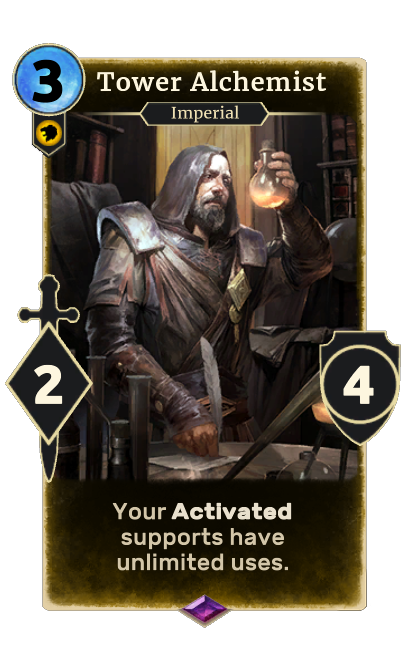 3
Tower Alchemist
Imperial
2
4
Your Activated
supports have
unlimited uses.